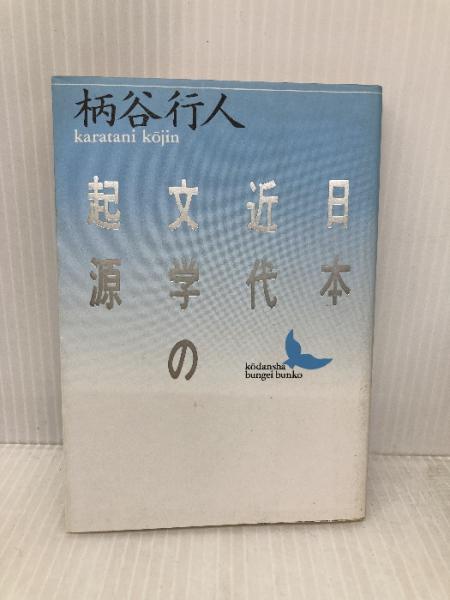 柄谷行人
karatani kōjin
日本
近代
文学の
起源
kōdansha
bungei bunko